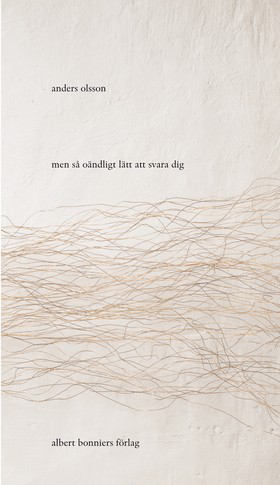 anders olsson
men så oändligt lätt att svara dig
albert bonniers förlag